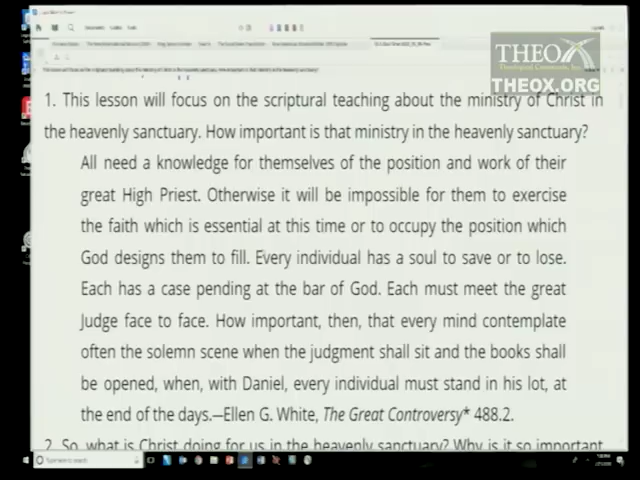 THEOX
THEOX.ORG
1. This lesson will focus on the scriptural teaching about the ministry of Christ in
the heavenly sanctuary. How important is that ministry in the heavenly sanctuary?
All need a knowledge for themselves of the position and work of their
great High Priest. Otherwise it will be impossible for them to exercise
the faith which is essential at this time or to occupy the position which
God designs them to fill. Every individual has a soul to save or to lose.
Each has a case pending at the bar of God. Each must meet the great
Judge face to face. How important, then, that every mind contemplate
often the solemn scene when the judgment shall sit and the books shall
be opened, when, with Daniel, every individual must stand in his lot, at
the end of the days.—Ellen G. White, The Great Controversy* 488.2.
2. So, what is Christ doing for us in the heavenly sanctuary? Why is it so important